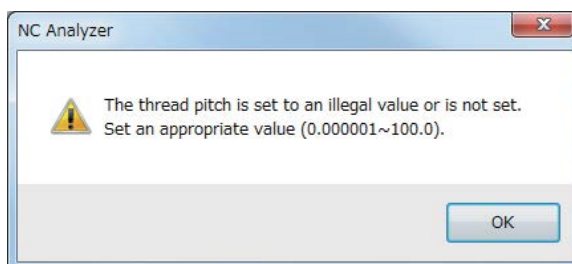 NC Analyzer
The thread pitch is set to an illegal value or is not set.
Set an appropriate value (0.000001~100.0).
OK